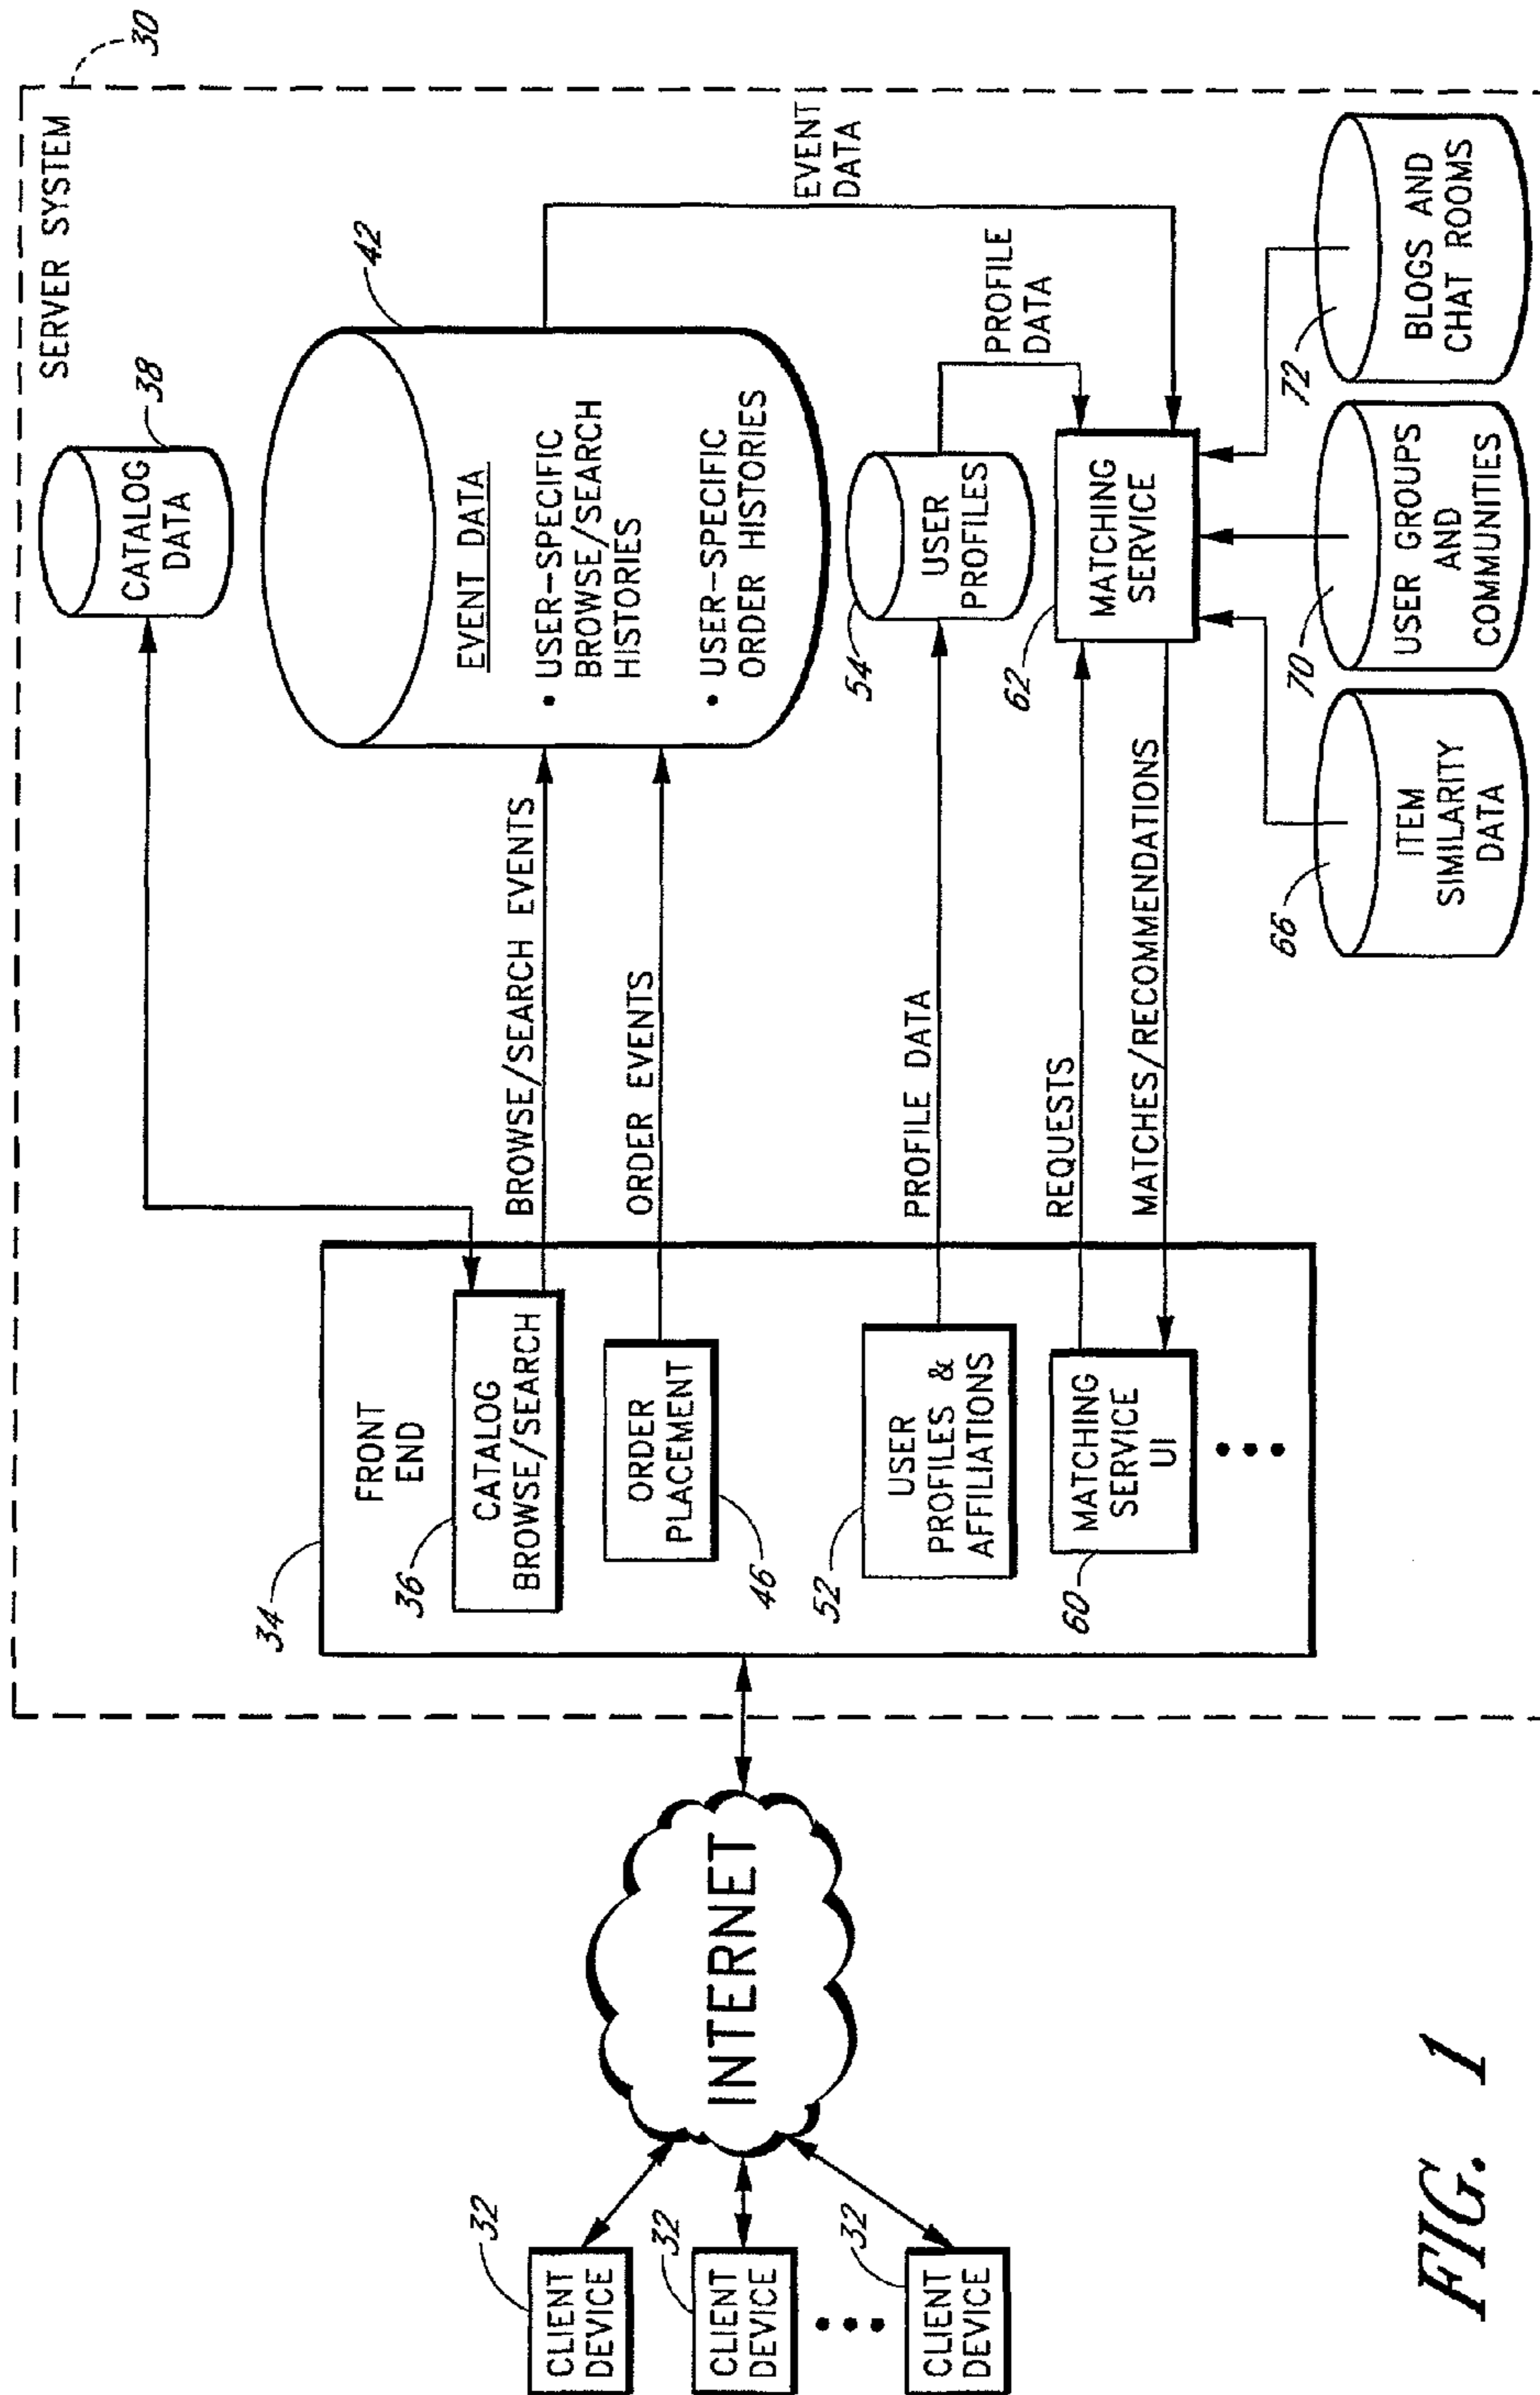 SERVER SYSTEM
30
CATALOG
DATA
38
EVENT DATA
• USER-SPECIFIC
BROWSE/SEARCH
HISTORIES
• USER-SPECIFIC
ORDER HISTORIES
42
EVENT
DATA
USER
PROFILES
54
PROFILE
DATA
MATCHING
SERVICE
62
ITEM
SIMILARITY
DATA
66
USER GROUPS
AND
COMMUNITIES
70
BLOGS AND
CHAT ROOMS
72
BROWSE/SEARCH EVENTS
ORDER EVENTS
PROFILE DATA
REQUESTS
MATCHES/RECOMMENDATIONS
34
FRONT
END
CATALOG
BROWSE/SEARCH
36
ORDER
PLACEMENT
46
USER
PROFILES &
AFFILIATIONS
52
MATCHING
SERVICE
UI
60
INTERNET
CLIENT
DEVICE
32
CLIENT
DEVICE
32
CLIENT
DEVICE
32
FIG. 1